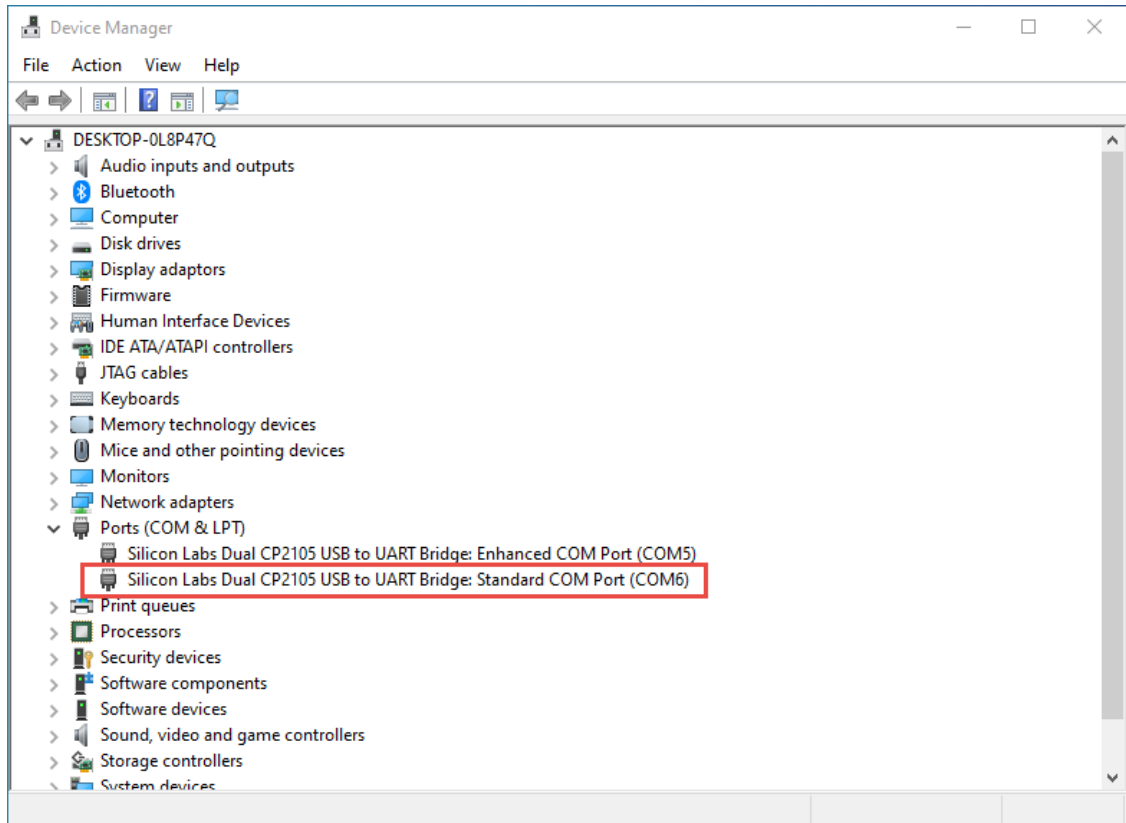 Device Manager
File Action View Help
DESKTOP-0L8P47Q
Audio inputs and outputs
Bluetooth
Computer
Disk drives
Display adaptors
Firmware
Human Interface Devices
IDE ATA/ATAPI controllers
JTAG cables
Keyboards
Memory technology devices
Mice and other pointing devices
Monitors
Network adapters
Ports (COM & LPT)
Silicon Labs Dual CP2105 USB to UART Bridge: Enhanced COM Port (COM5)
Silicon Labs Dual CP2105 USB to UART Bridge: Standard COM Port (COM6)
Print queues
Processors
Security devices
Software components
Software devices
Sound, video and game controllers
Storage controllers
System devices